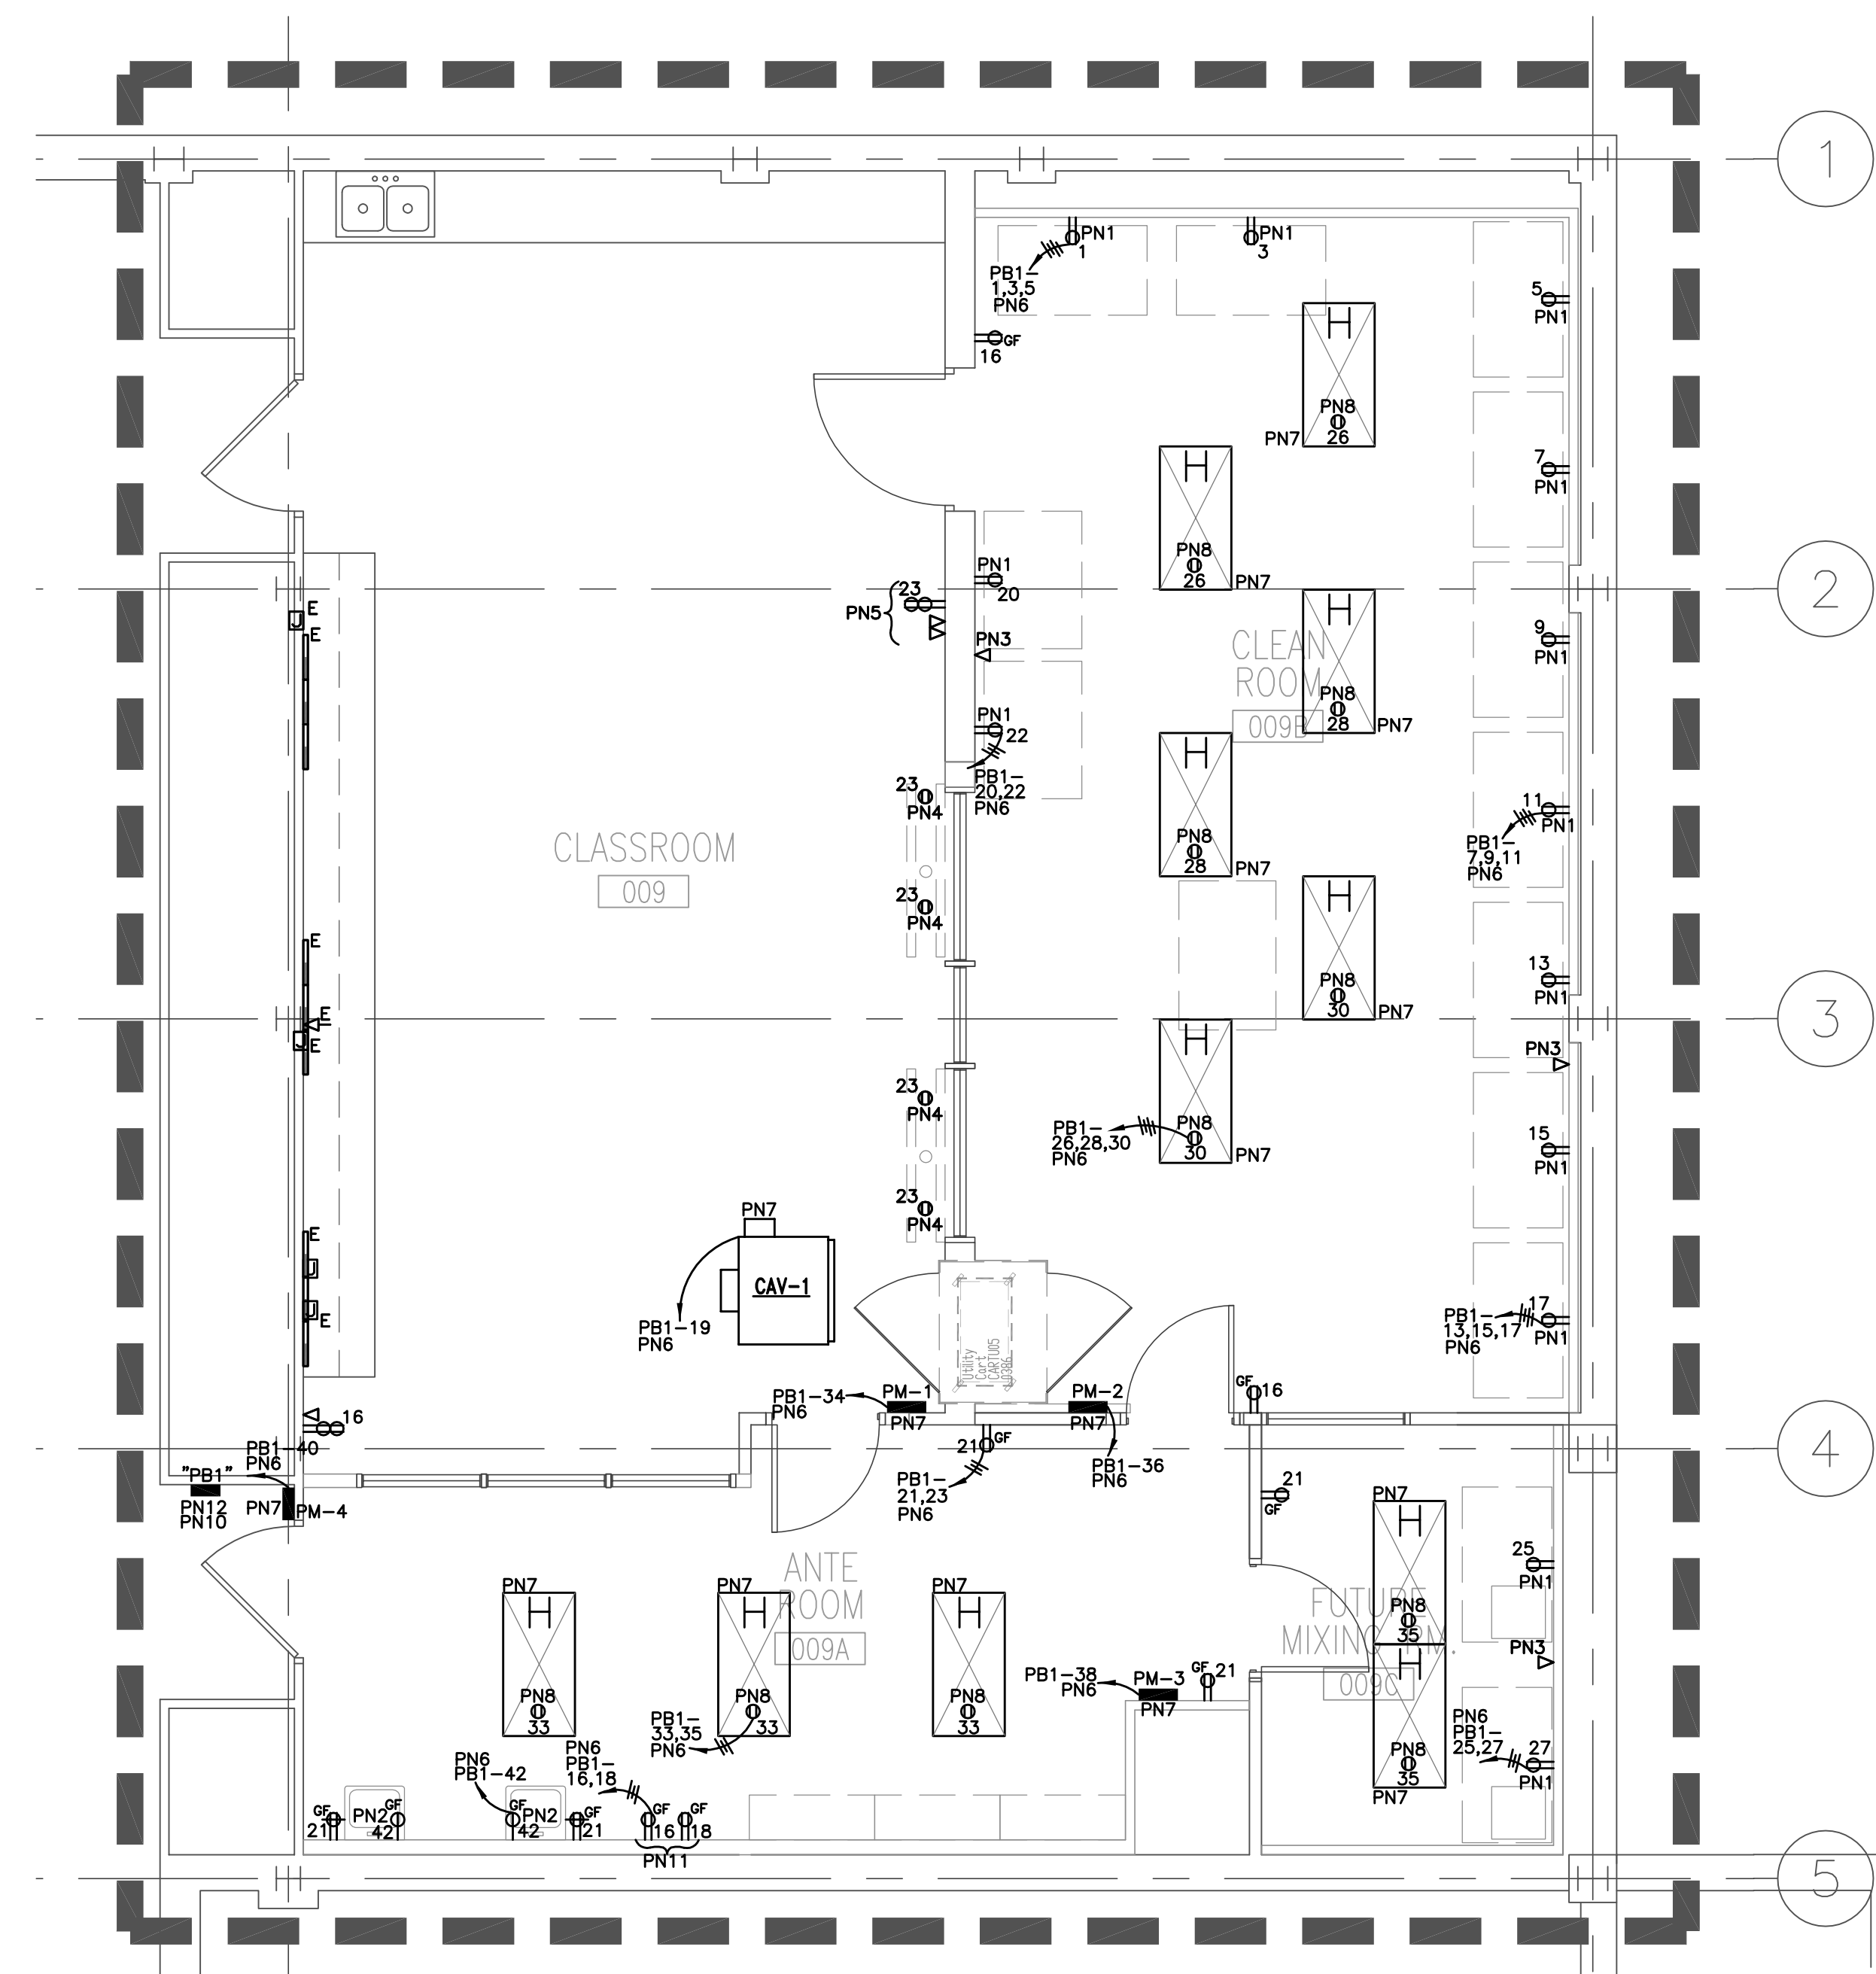 1
PN1
1
PN1
3
PB1-
1,3,5
PN6
5
PN1
GF
16
H
PN8
26
PN7
H
PN8
26
PN7
7
PN1
PN1
20
23
PN5
PN3
2
E
J
E
CLEAN
ROOM
009B
H
PN8
28
PN7
9
PN1
PN1
22
PB1-
20,22
PN6
H
PN8
28
PN7
23
PN4
11
PN1
PB1-
7,9,11
PN6
CLASSROOM
009
23
PN4
H
PN8
30
PN7
13
PN1
E
E
J
E
3
H
PN8
30
PN7
PB1-
26,28,30
PN6
PN3
23
PN4
15
PN1
23
PN4
E
J
J
E
PN7
CAV-1
PB1-19
PN6
Utility
Cart
CARTU05
0386
17
PN1
PB1-
13,15,17
PN6
PB1-34
PN6
PM-1
PN7
PM-2
PN7
GF
16
16
PB1-40
PN6
"PB1"
PN12
PN10
PN7
PM-4
21
GF
PB1-
21,23
PN6
PB1-36
PN6
4
21
GF
PN7
H
PN8
35
25
PN1
ANTE
ROOM
009A
FUTURE
MIXING RM.
009C
PN7
H
PN8
33
PN7
H
PN8
33
PN7
H
PN8
33
PB1-
33,35
PN6
PB1-38
PN6
PM-3
PN7
GF
21
H
PN8
35
PN7
PN3
PN6
PB1-
25,27
27
PN1
PN6
PB1-42
PN6
PB1-
16,18
GF
21
PN2
42
GF
42
PN2
GF
21
GF
16
GF
18
PN11
5